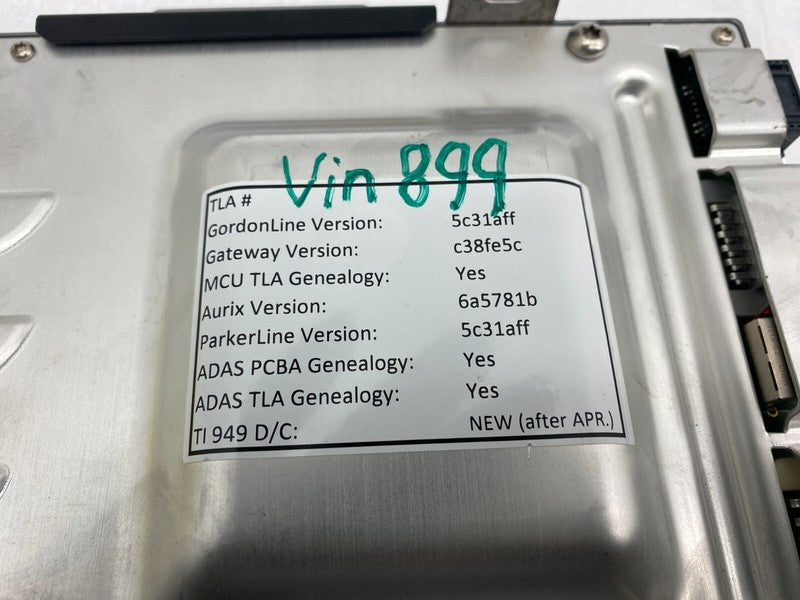 Vin 899
TLA #
GordonLine Version: 5c31aff
Gateway Version: c38fe5c
MCU TLA Genealogy: Yes
Aurix Version: 6a5781b
ParkerLine Version: 5c31aff
ADAS PCBA Genealogy: Yes
ADAS TLA Genealogy: Yes
TI 949 D/C: NEW (after APR.)